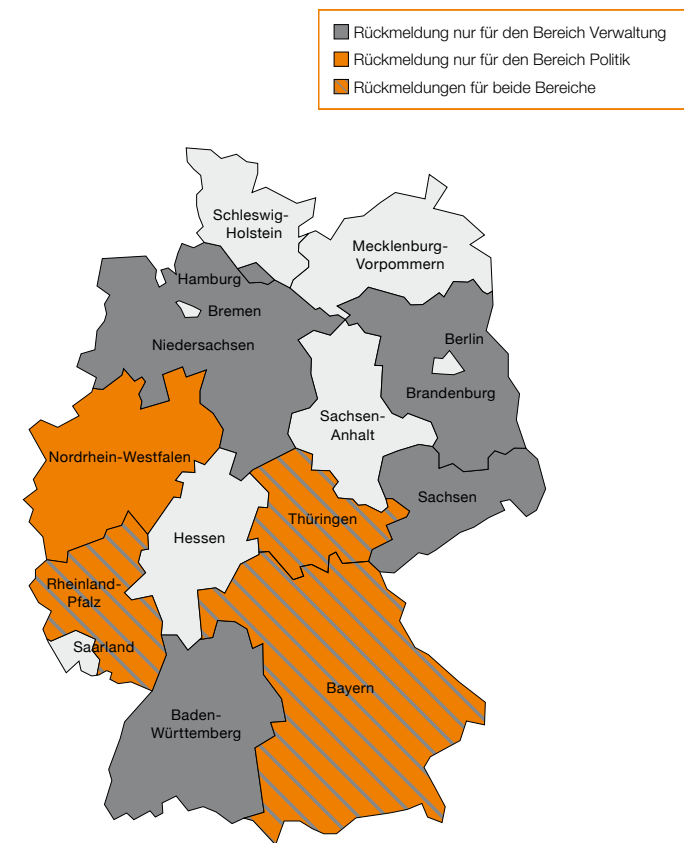 Rückmeldung nur für den Bereich Verwaltung
Rückmeldung nur für den Bereich Politik
Rückmeldungen für beide Bereiche
Schleswig-
Holstein
Mecklenburg-
Vorpommern
Hamburg
Bremen
Niedersachsen
Berlin
Brandenburg
Sachsen-
Anhalt
Nordrhein-Westfalen
Sachsen
Thüringen
Hessen
Rheinland-
Pfalz
Saarland
Bayern
Baden-
Württemberg